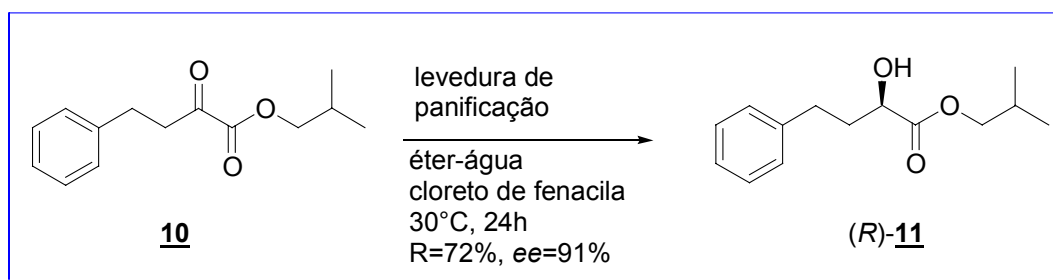 O
O
O
levedura de
panificação
éter-água
cloreto de fenacila
30°C, 24h
R=72%, ee=91%
OH
O
O
10
(R)-11